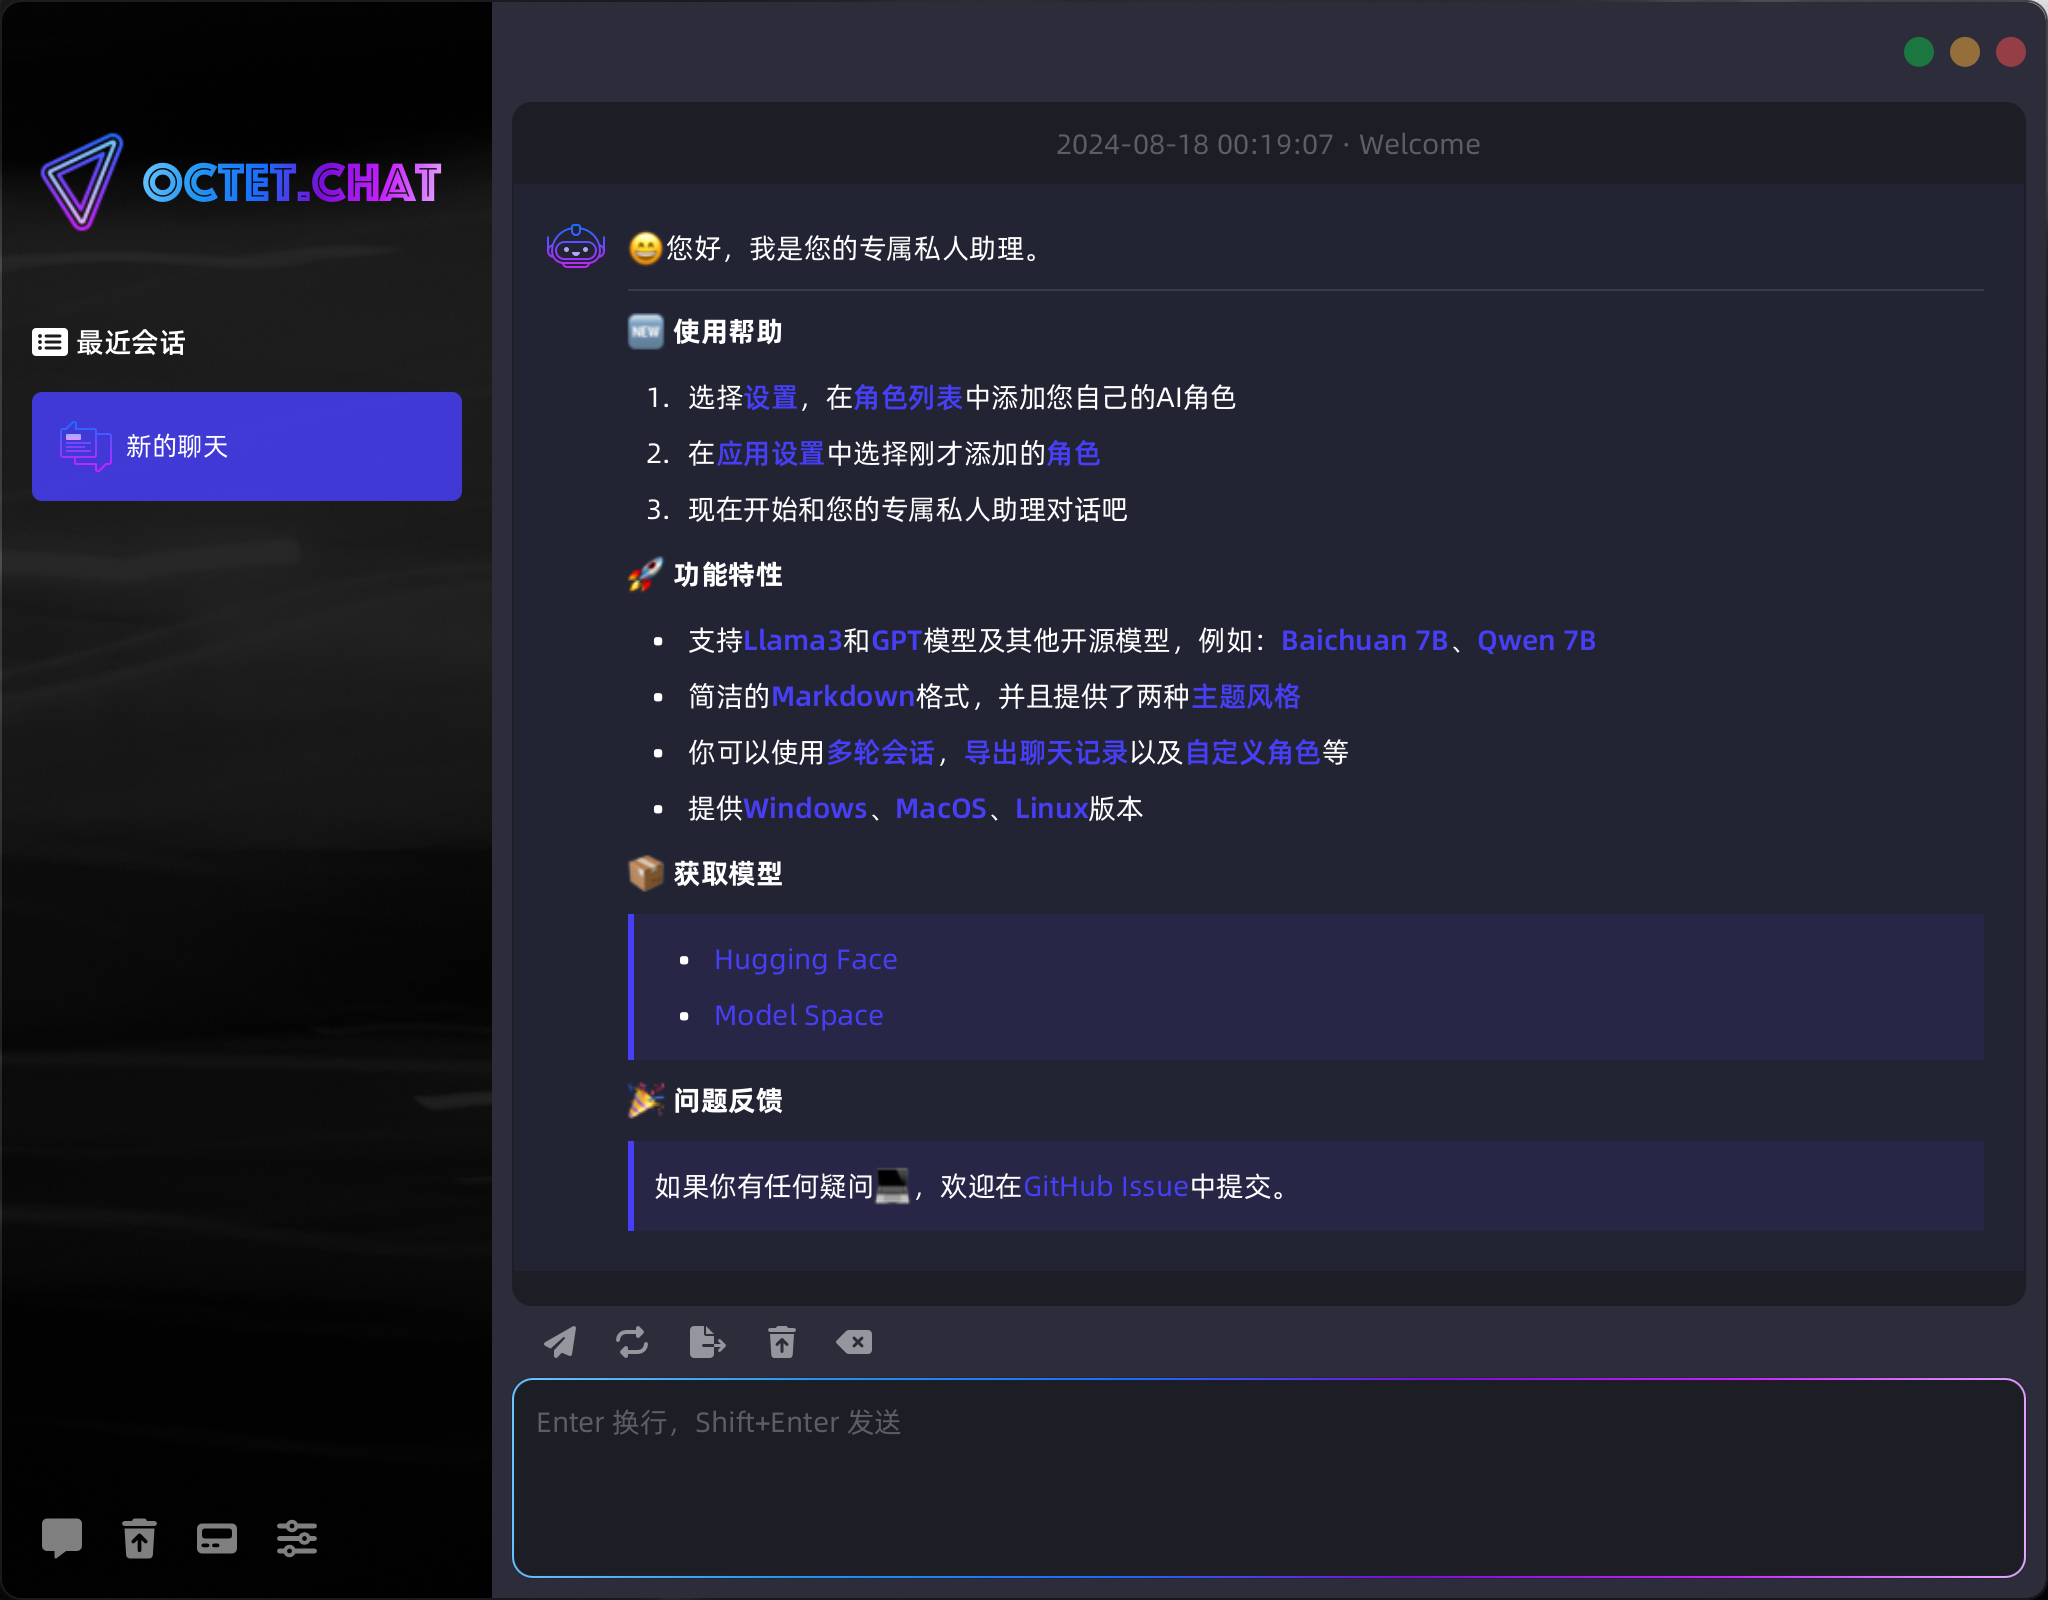 OCTET.CHAT
最近会话
新的聊天
2024-08-18 00:19:07 · Welcome
😄您好，我是您的专属私人助理。
🆕 使用帮助
1. 选择设置，在角色列表中添加您自己的AI角色
2. 在应用设置中选择刚才添加的角色
3. 现在开始和您的专属私人助理对话吧
🚀 功能特性
• 支持Llama3和GPT模型及其他开源模型，例如：Baichuan 7B、Qwen 7B
• 简洁的Markdown格式，并且提供了两种主题风格
• 你可以使用多轮会话，导出聊天记录以及自定义角色等
• 提供Windows、MacOS、Linux版本
📦 获取模型
• Hugging Face
• Model Space
🎉 问题反馈
如果你有任何疑问💻，欢迎在GitHub Issue中提交。
Enter 换行，Shift+Enter 发送